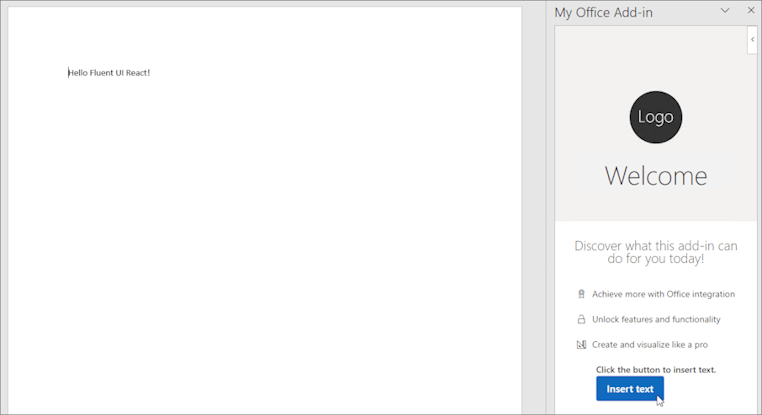 My Office Add-in
Hello Fluent UI React!
Logo
Welcome
Discover what this add-in can
do for you today!
Achieve more with Office integration
Unlock features and functionality
Create and visualize like a pro
Click the button to insert text.
Insert text